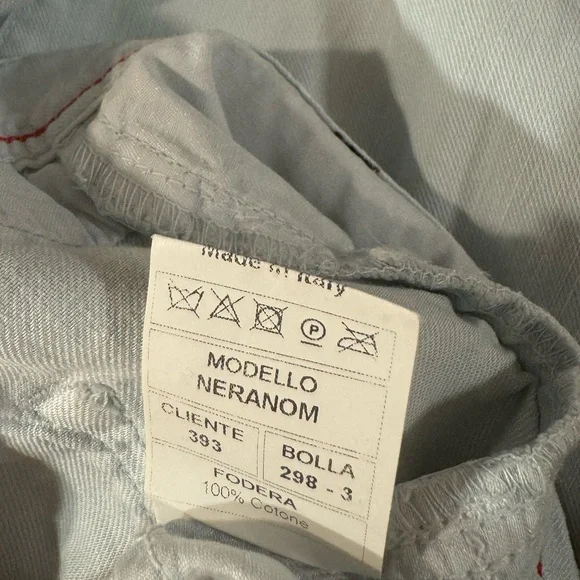 Made in Italy
P
MODELLO
NERANOM
CLIENTE
393
BOLLA
298 - 3
FODERA
100% Cotone